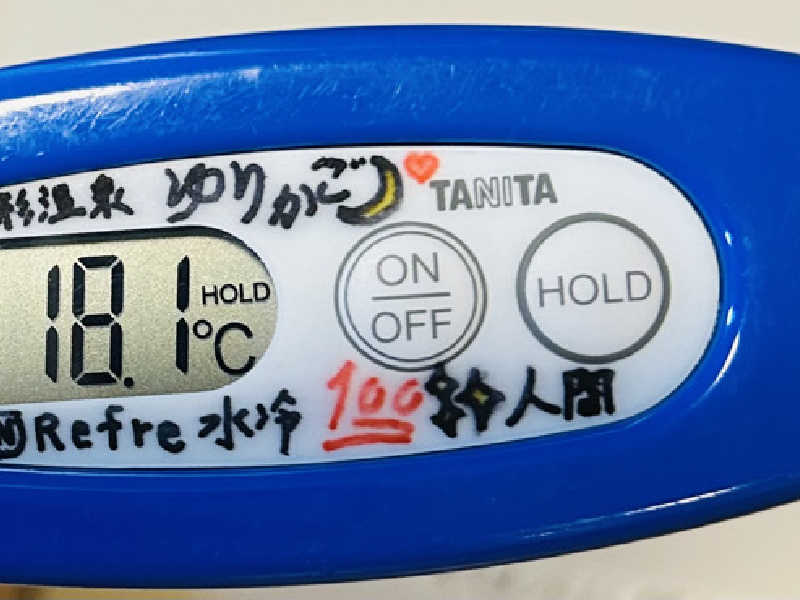 杉温泉 ゆりかご
TANITA
18.1 HOLD °C
ON
OFF
HOLD
Refre 水冷 100 人間